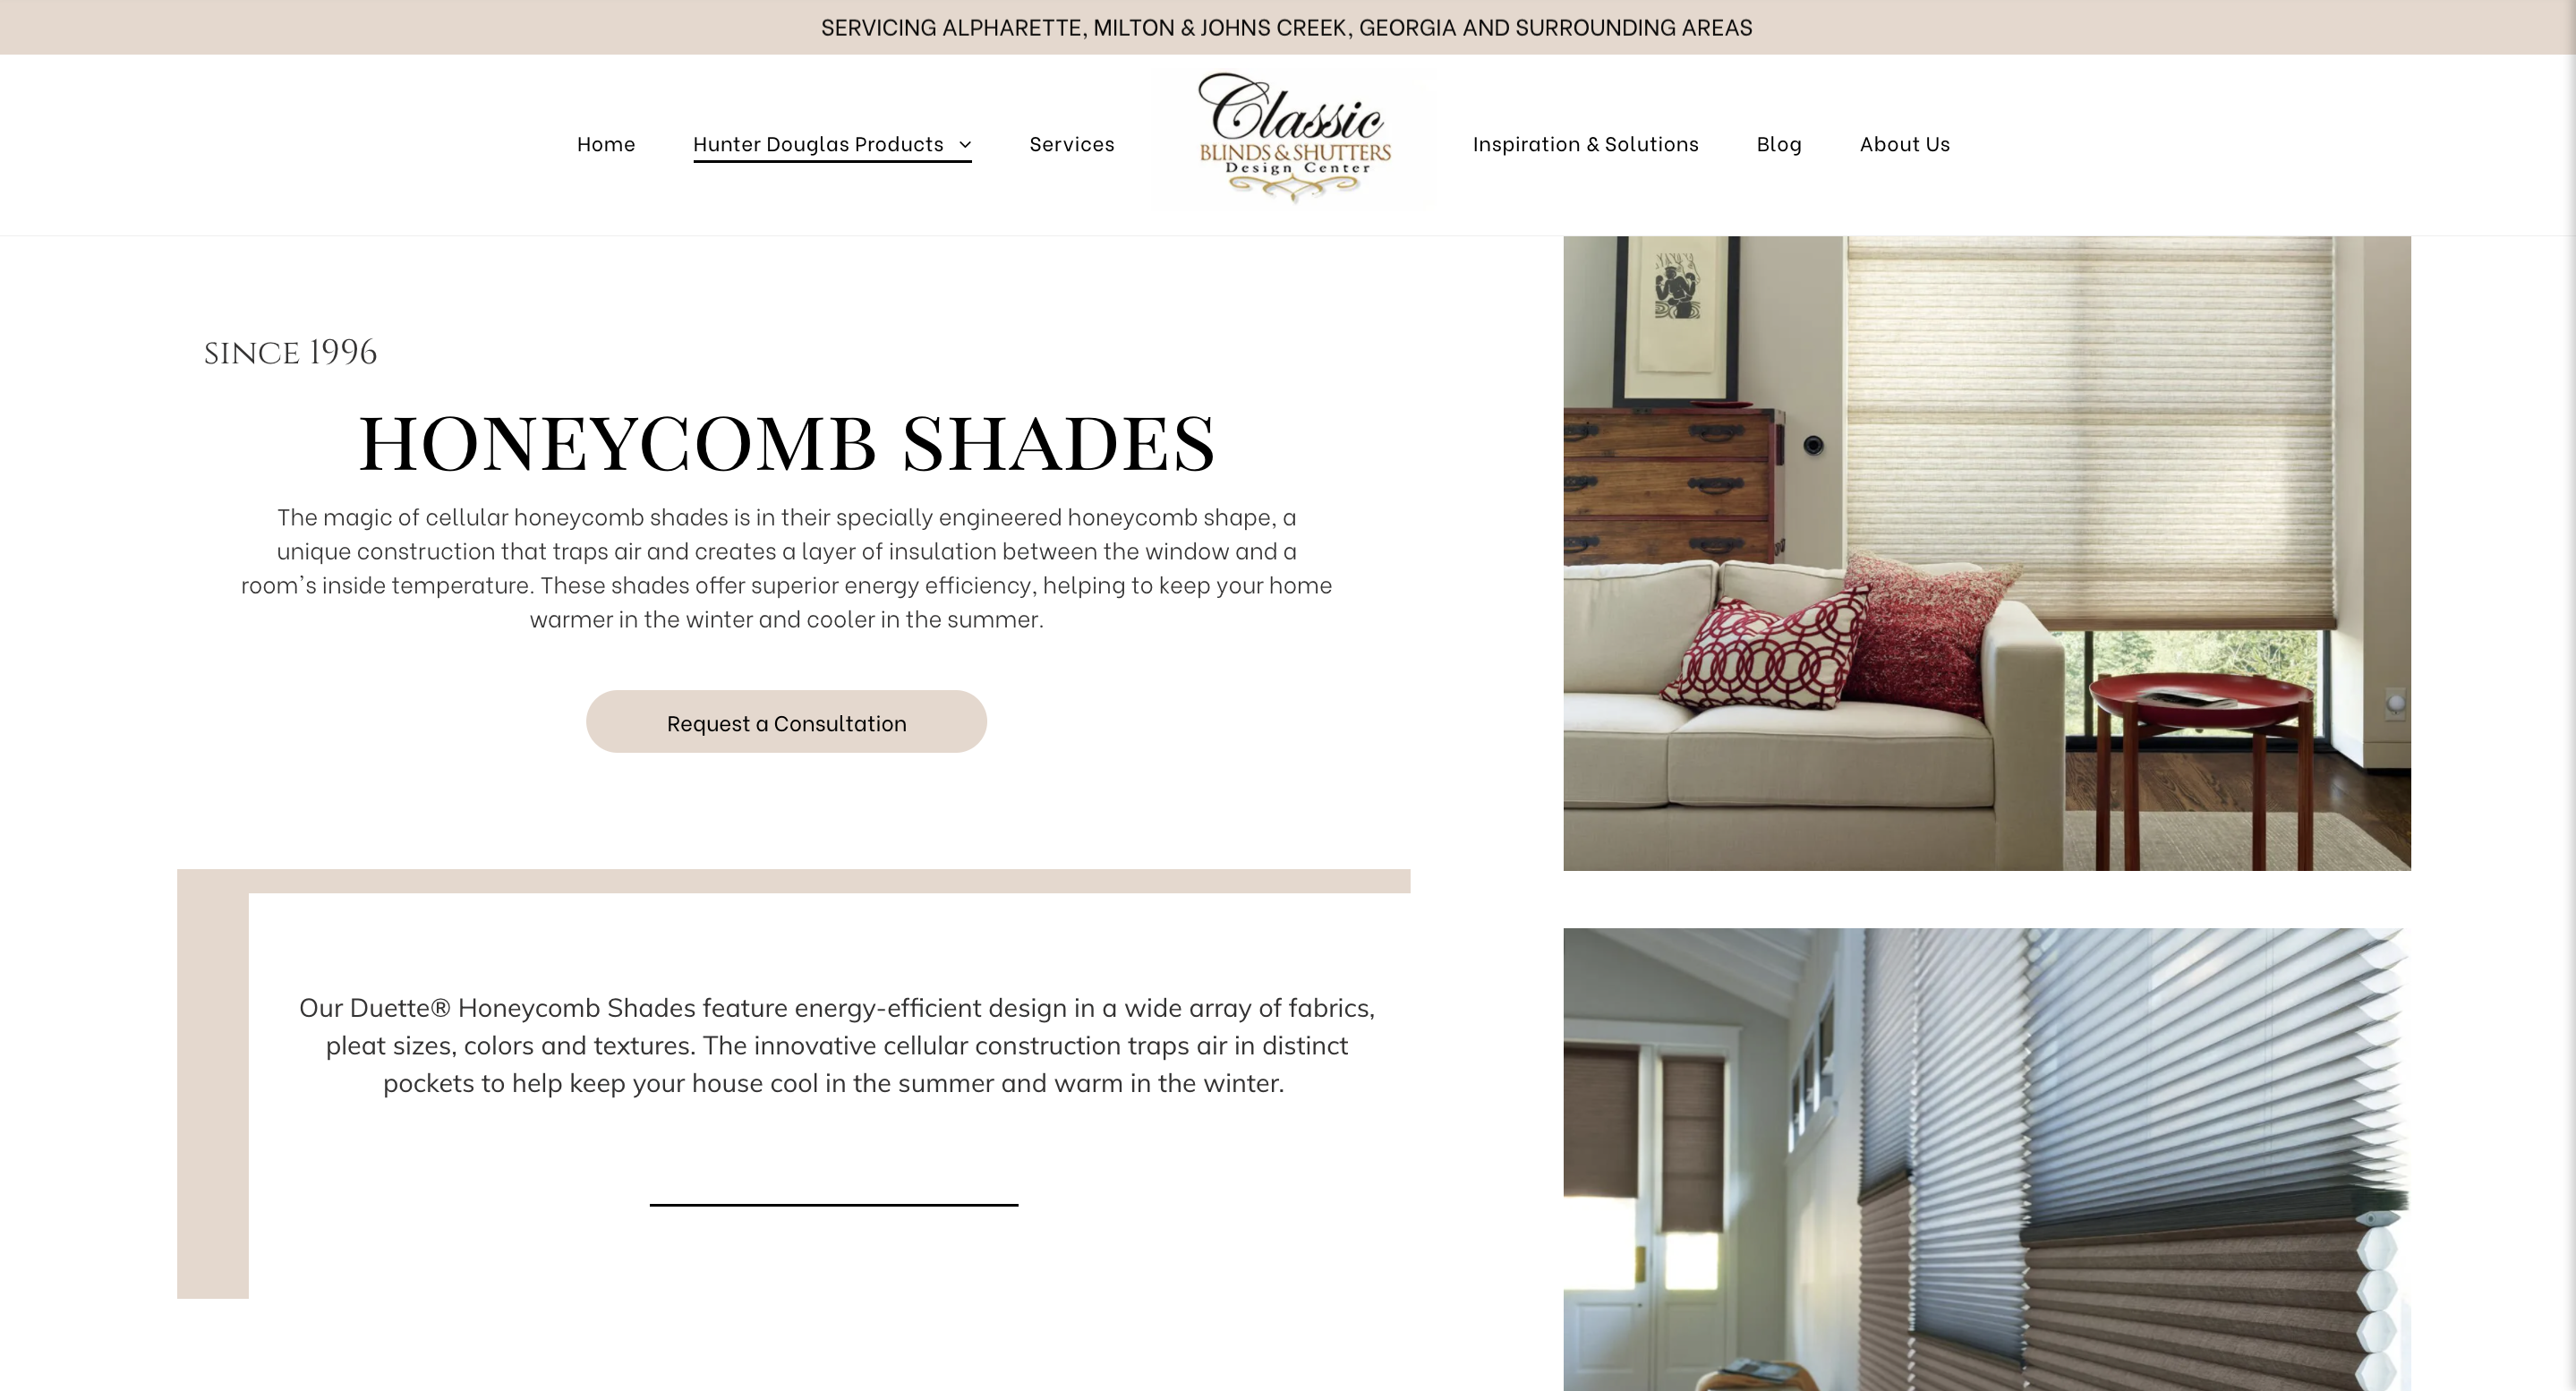 SERVICING ALPHARETTE, MILTON & JOHNS CREEK, GEORGIA AND SURROUNDING AREAS
Home
Hunter Douglas Products
Services
Classic
BLINDS & SHUTTERS
Design Center
Inspiration & Solutions
Blog
About Us
SINCE 1996
HONEYCOMB SHADES
The magic of cellular honeycomb shades is in their specially engineered honeycomb shape, a
unique construction that traps air and creates a layer of insulation between the window and a
room's inside temperature. These shades offer superior energy efficiency, helping to keep your home
warmer in the winter and cooler in the summer.
Request a Consultation
Our Duette® Honeycomb Shades feature energy-efficient design in a wide array of fabrics,
pleat sizes, colors and textures. The innovative cellular construction traps air in distinct
pockets to help keep your house cool in the summer and warm in the winter.